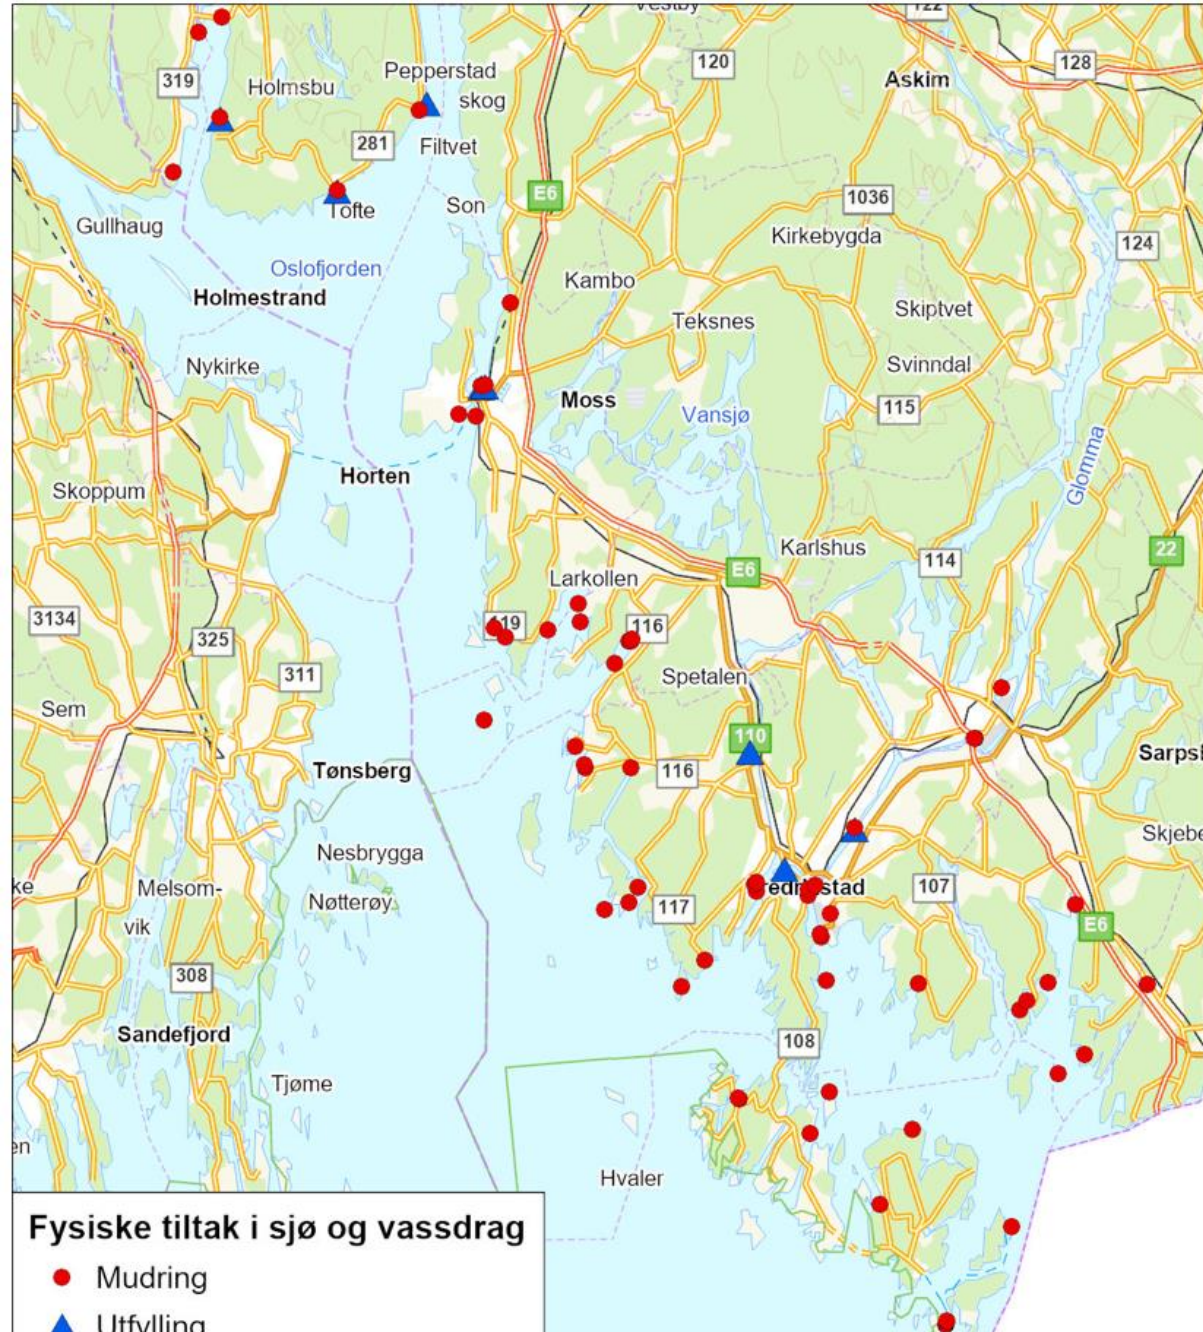 122
120
128
Askim
319
Holmsbu
Pepperstad
skog
281
Filtvet
E6
1036
Tofte
Son
Gullhaug
Kirkebygda
124
Oslofjorden
Kambo
Holmestrand
Skiptvet
Teksnes
Nykirke
Svinndal
Moss
Vansjø
115
Horten
Glomma
Skoppum
Karlshus
22
E6
114
Larkollen
3134
325
119
116
311
Spetalen
Sem
110
Tønsberg
116
Skjebe
Nesbrygga
Melsom-
vik
Nøtterøy
117
107
E6
308
Sandefjord
108
Tjøme
Hvaler
Fysiske tiltak i sjø og vassdrag
Mudring
Utfylling